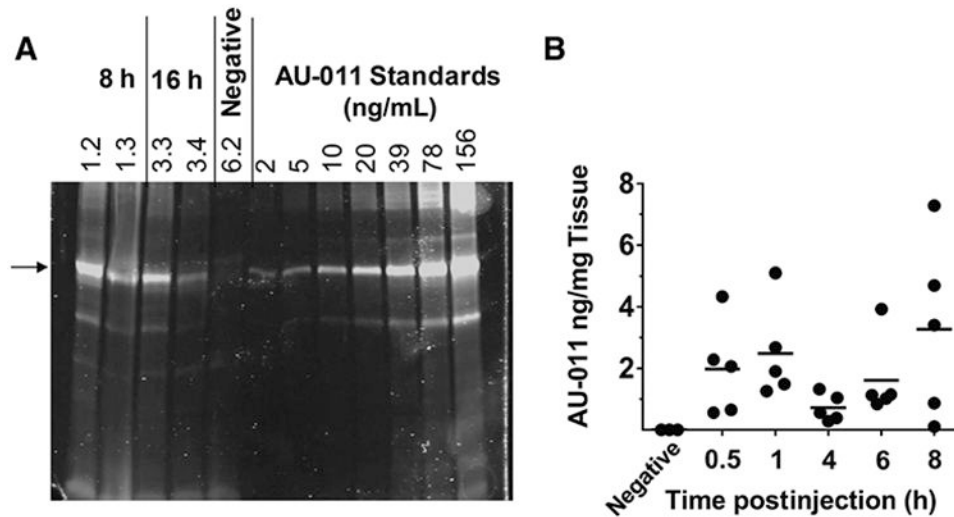 A
8 h
16 h
Negative
AU-011 Standards
(ng/mL)
1.2
1.3
3.3
3.4
6.2
2
5
10
20
39
78
156
B
AU-011 ng/mg Tissue
8
6
4
2
Negative
0.5
1
4
6
8
Time postinjection (h)